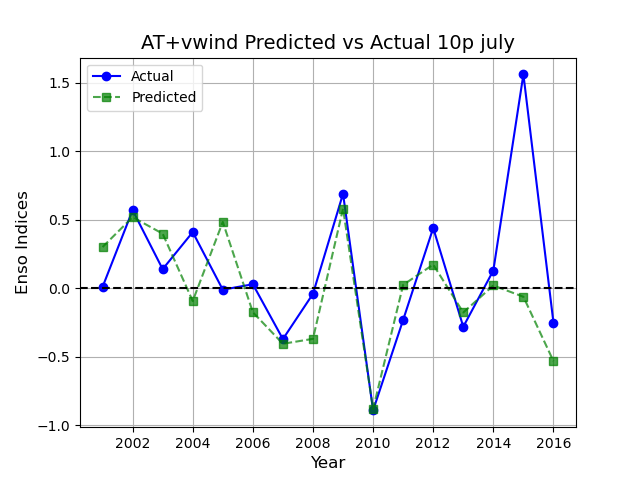 AT+vwind Predicted vs Actual 10p july
Actual
Predicted
1.5
1.0
0.5
0.0
−0.5
−1.0
Enso Indices
2002 2004 2006 2008 2010 2012 2014 2016
Year